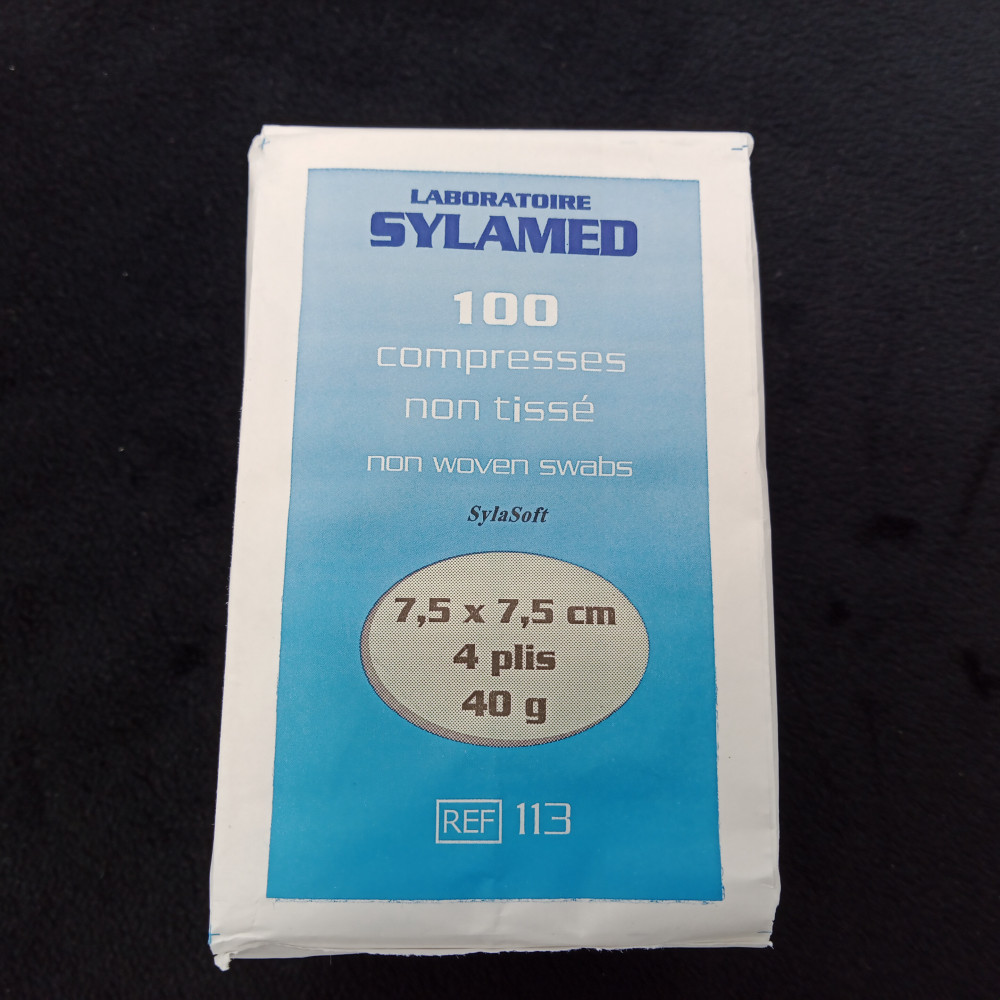 LABORATOIRE
SYLAMED
100
compresses
non tissé
non woven swabs
SylaSoft
7,5 x 7,5 cm
4 plis
40 g
REF 113